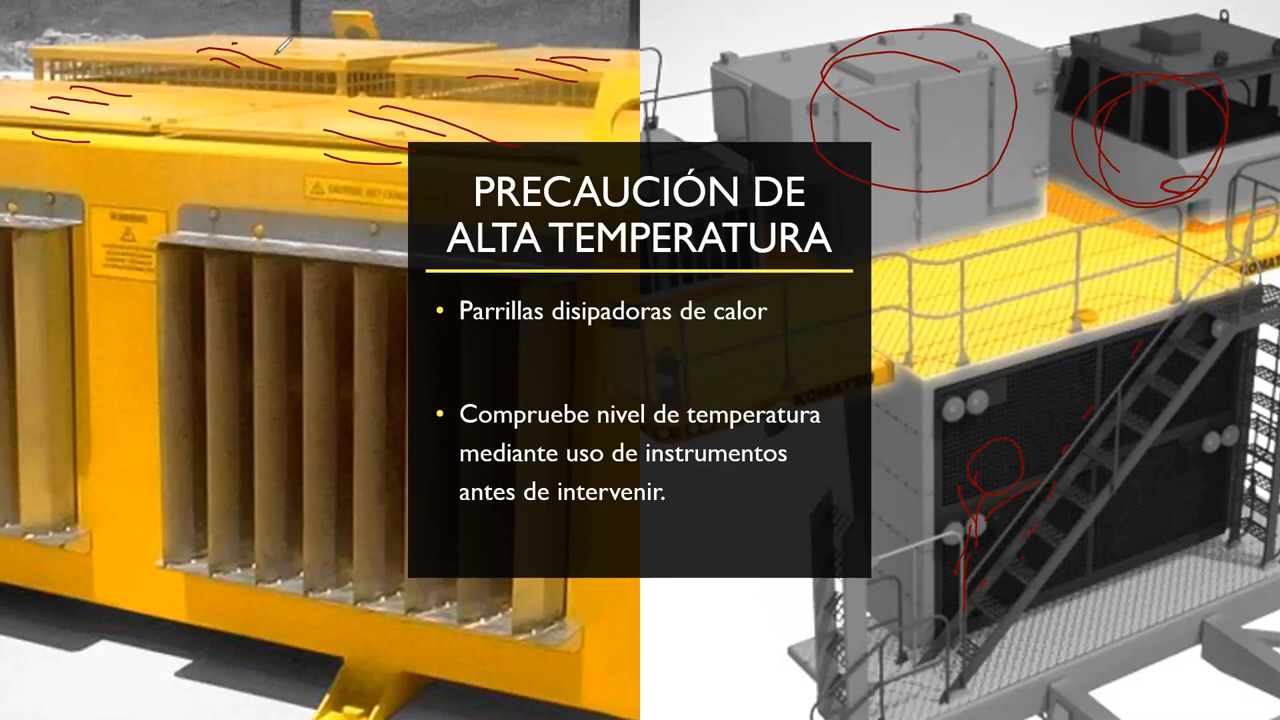 PRECAUCIÓN DE
ALTA TEMPERATURA
• Parrillas disipadoras de calor
• Compruebe nivel de temperatura
mediante uso de instrumentos
antes de intervenir.
KOMATSU